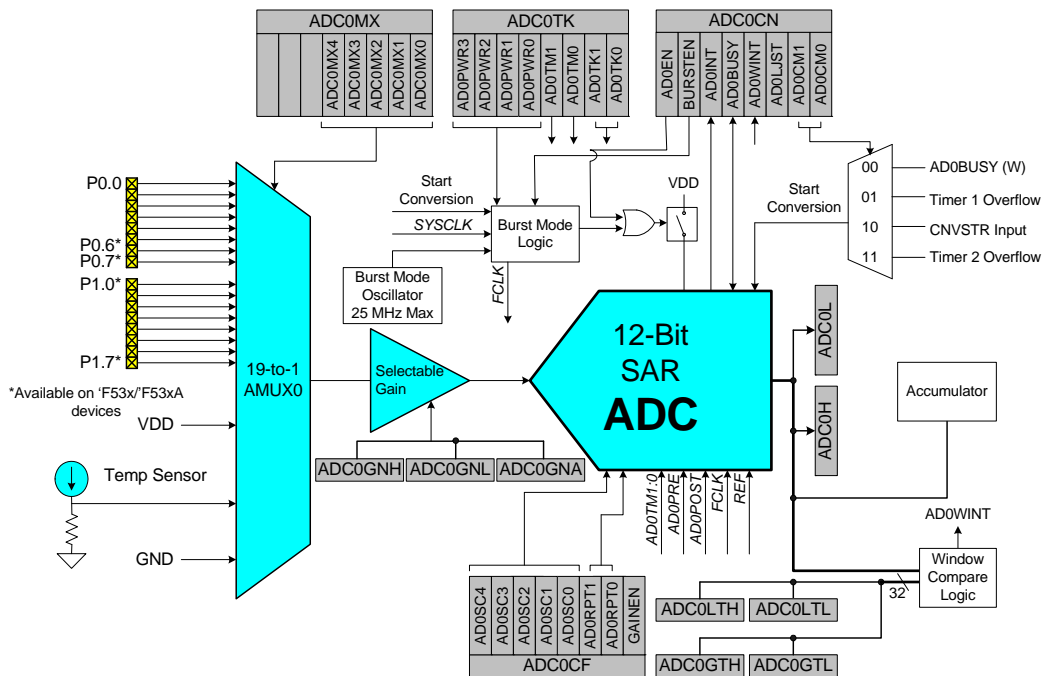 ADC0MX
ADC0MX4
ADC0MX3
ADC0MX2
ADC0MX1
ADC0MX0
ADC0TK
AD0PWR3
AD0PWR2
AD0PWR1
AD0PWR0
AD0TM1
AD0TM0
AD0TK1
AD0TK0
ADC0CN
AD0EN
BURSTEN
AD0INT
AD0BUSY
AD0WINT
AD0LJST
AD0CM1
AD0CM0
P0.0
P0.6*
P0.7*
P1.0*
P1.7*
*Available on ‘F53x/’F53xA
devices
VDD
Temp Sensor
GND
19-to-1
AMUX0
Start
Conversion
SYSCLK
Burst Mode
Logic
FCLK
Burst Mode
Oscillator
25 MHz Max
VDD
Start
Conversion
00
01
10
11
AD0BUSY (W)
Timer 1 Overflow
CNVSTR Input
Timer 2 Overflow
Selectable
Gain
ADC0GNH
ADC0GNL
ADC0GNA
12-Bit
SAR
ADC
ADC0L
ADC0H
Accumulator
AD0TM1:0
AD0PRE
AD0POST
FCLK
REF
AD0WINT
Window
Compare
Logic
32
ADC0LTH
ADC0LTL
ADC0GTH
ADC0GTL
AD0SC4
AD0SC3
AD0SC2
AD0SC1
AD0SC0
AD0RPT1
AD0RPT0
GAINEN
ADC0CF